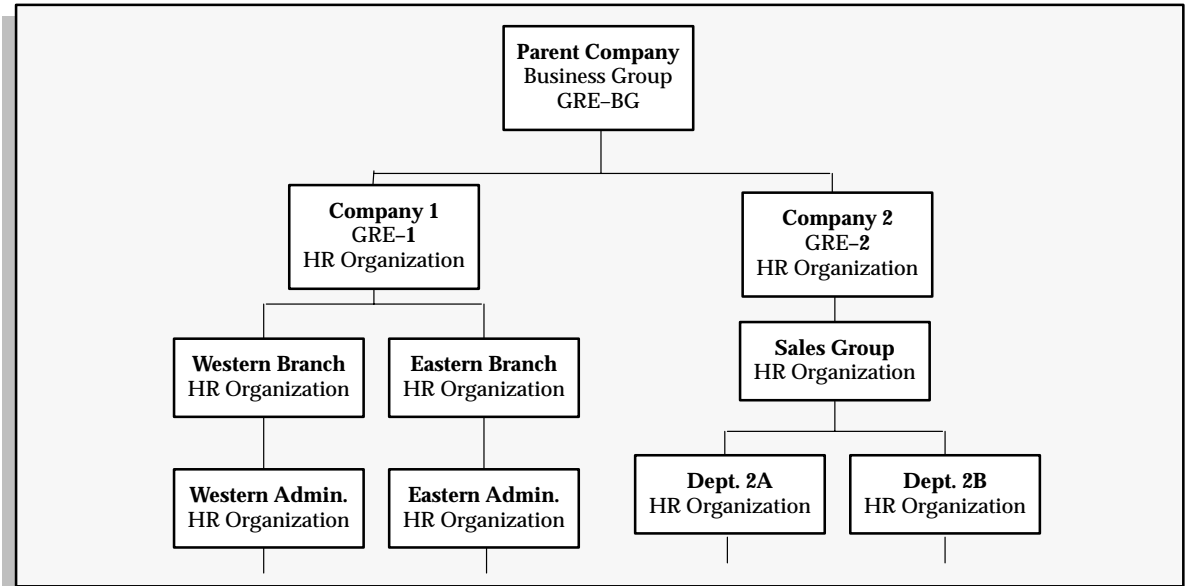 Parent Company
Business Group
GRE–BG
Company 1
GRE–1
HR Organization
Company 2
GRE–2
HR Organization
Western Branch
HR Organization
Eastern Branch
HR Organization
Sales Group
HR Organization
Western Admin.
HR Organization
Eastern Admin.
HR Organization
Dept. 2A
HR Organization
Dept. 2B
HR Organization